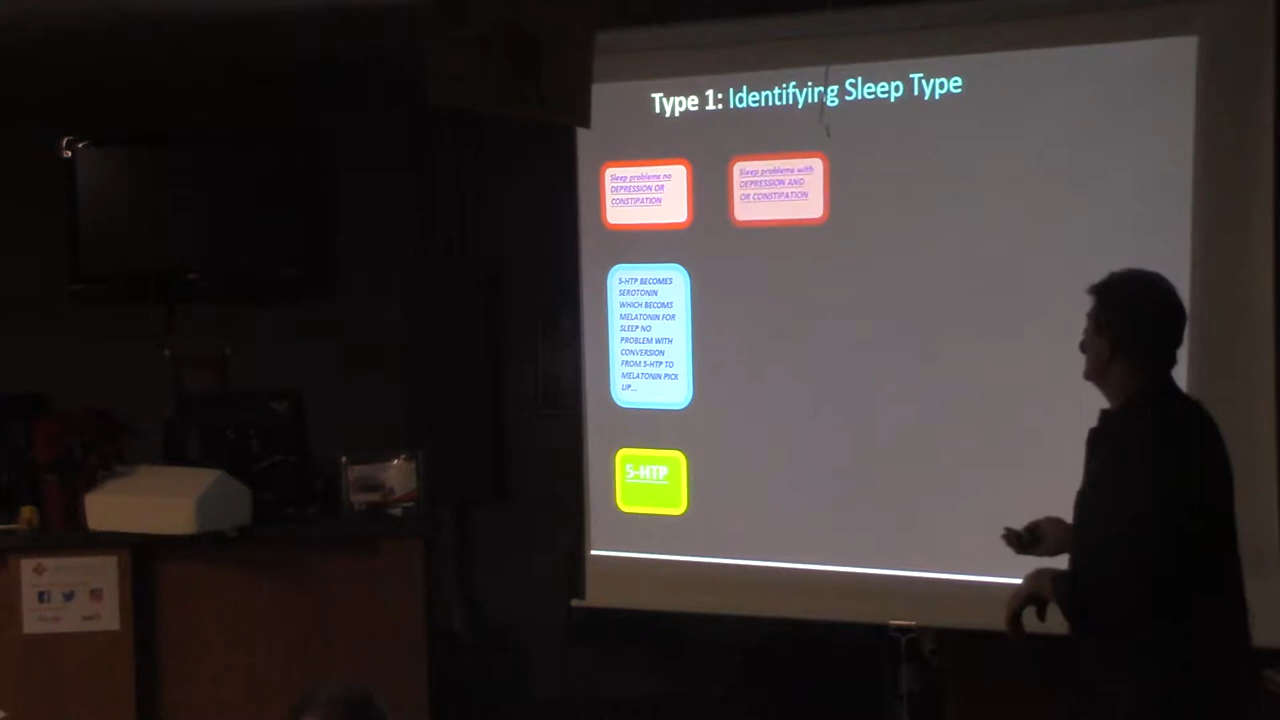 Type 1: Identifying Sleep Type
Sleep problems no
DEPRESSION OR
CONSTIPATION
Sleep problems with
DEPRESSION AND
OR CONSTIPATION
5-HTP BECOMES
SEROTONIN
WHICH BECOMS
MELATONIN FOR
SLEEP NO
PROBLEM WITH
CONVERSION
FROM 5-HTP TO
MELATONIN PICK
UP...
5-HTP